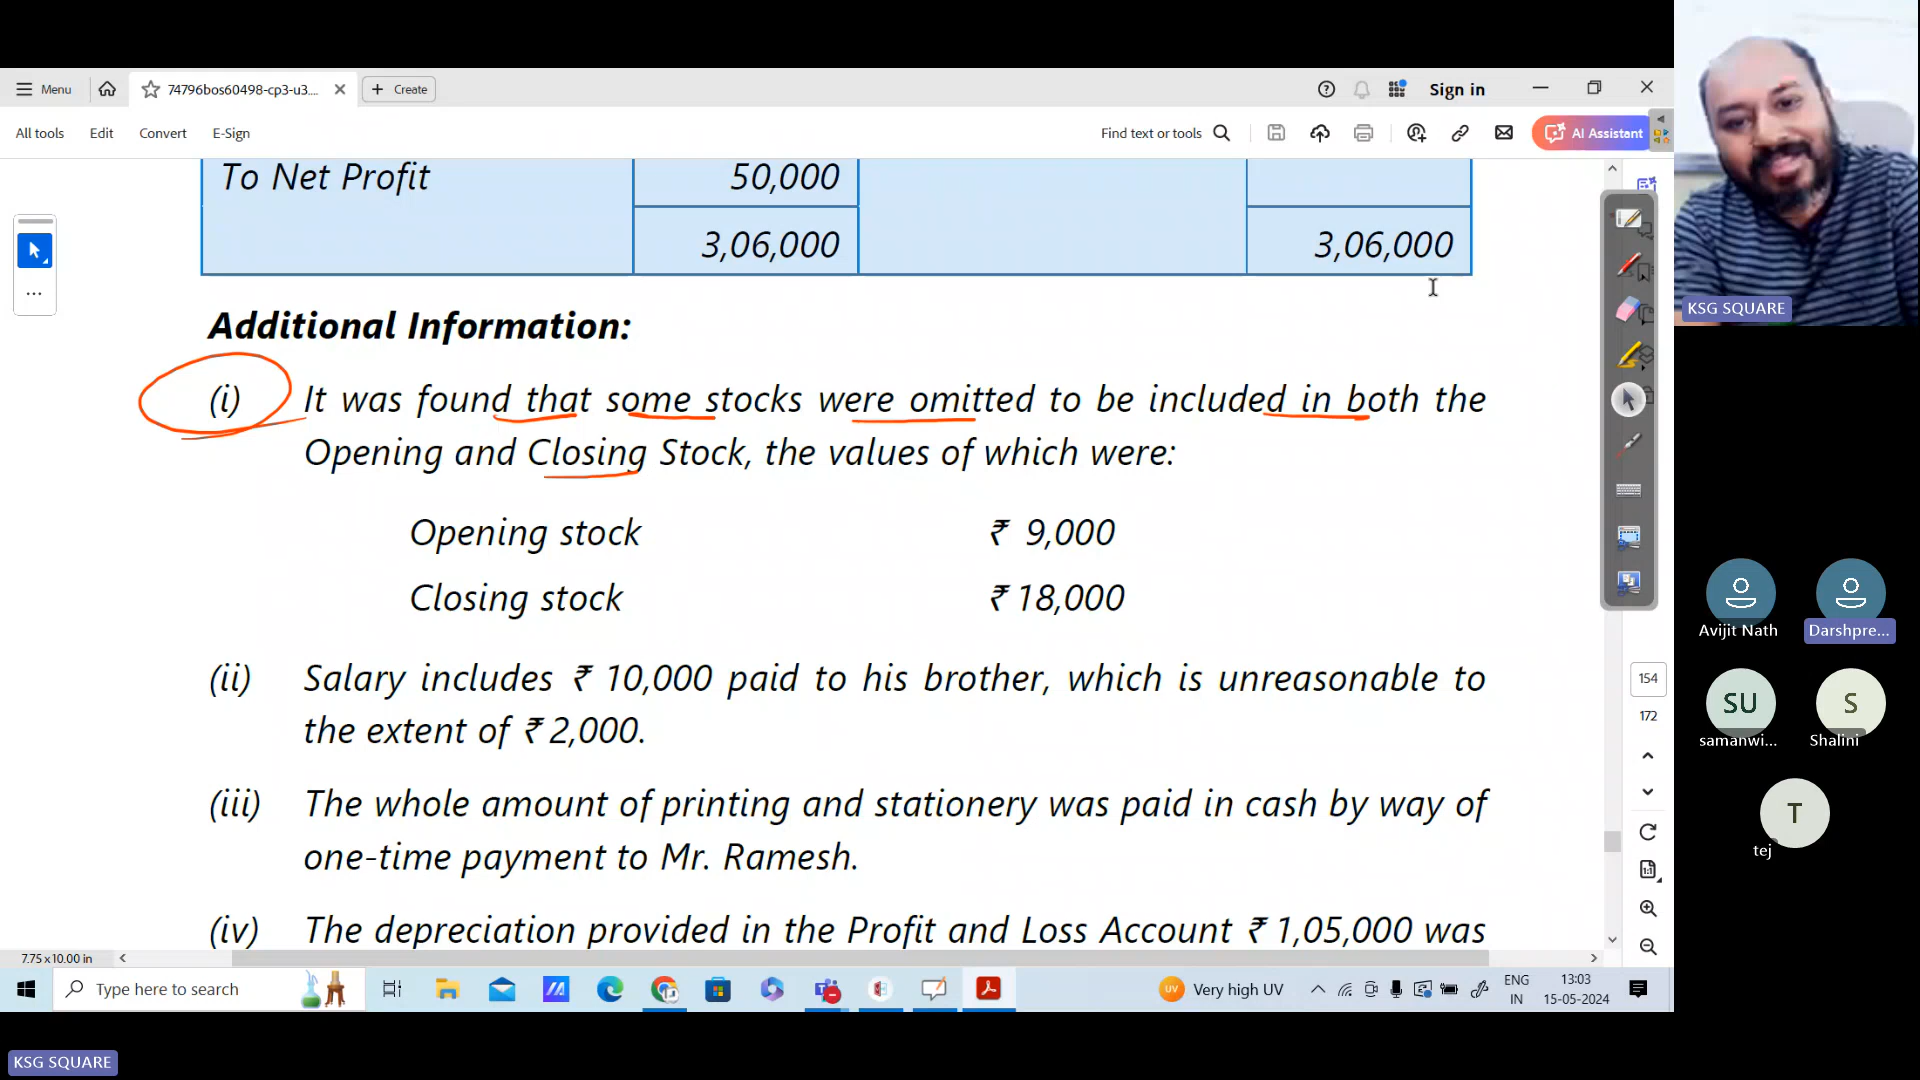 Menu
74796bos60498-cp3-u3...
Create
Sign in
All tools
Edit
Convert
E-Sign
Find text or tools
AI Assistant
To Net Profit 50,000
3,06,000 3,06,000
Additional Information:
(i) It was found that some stocks were omitted to be included in both the
Opening and Closing Stock, the values of which were:
Opening stock ₹ 9,000
Closing stock ₹ 18,000
(ii) Salary includes ₹ 10,000 paid to his brother, which is unreasonable to
the extent of ₹ 2,000.
(iii) The whole amount of printing and stationery was paid in cash by way of
one-time payment to Mr. Ramesh.
(iv) The depreciation provided in the Profit and Loss Account ₹ 1,05,000 was
154
172
7.75 x 10.00 in
Type here to search
UV
Very high UV
ENG
IN
13:03
15-05-2024
KSG SQUARE
Avijit Nath
Darshpre...
SU
samanwi...
S
Shalini
T
tej
KSG SQUARE